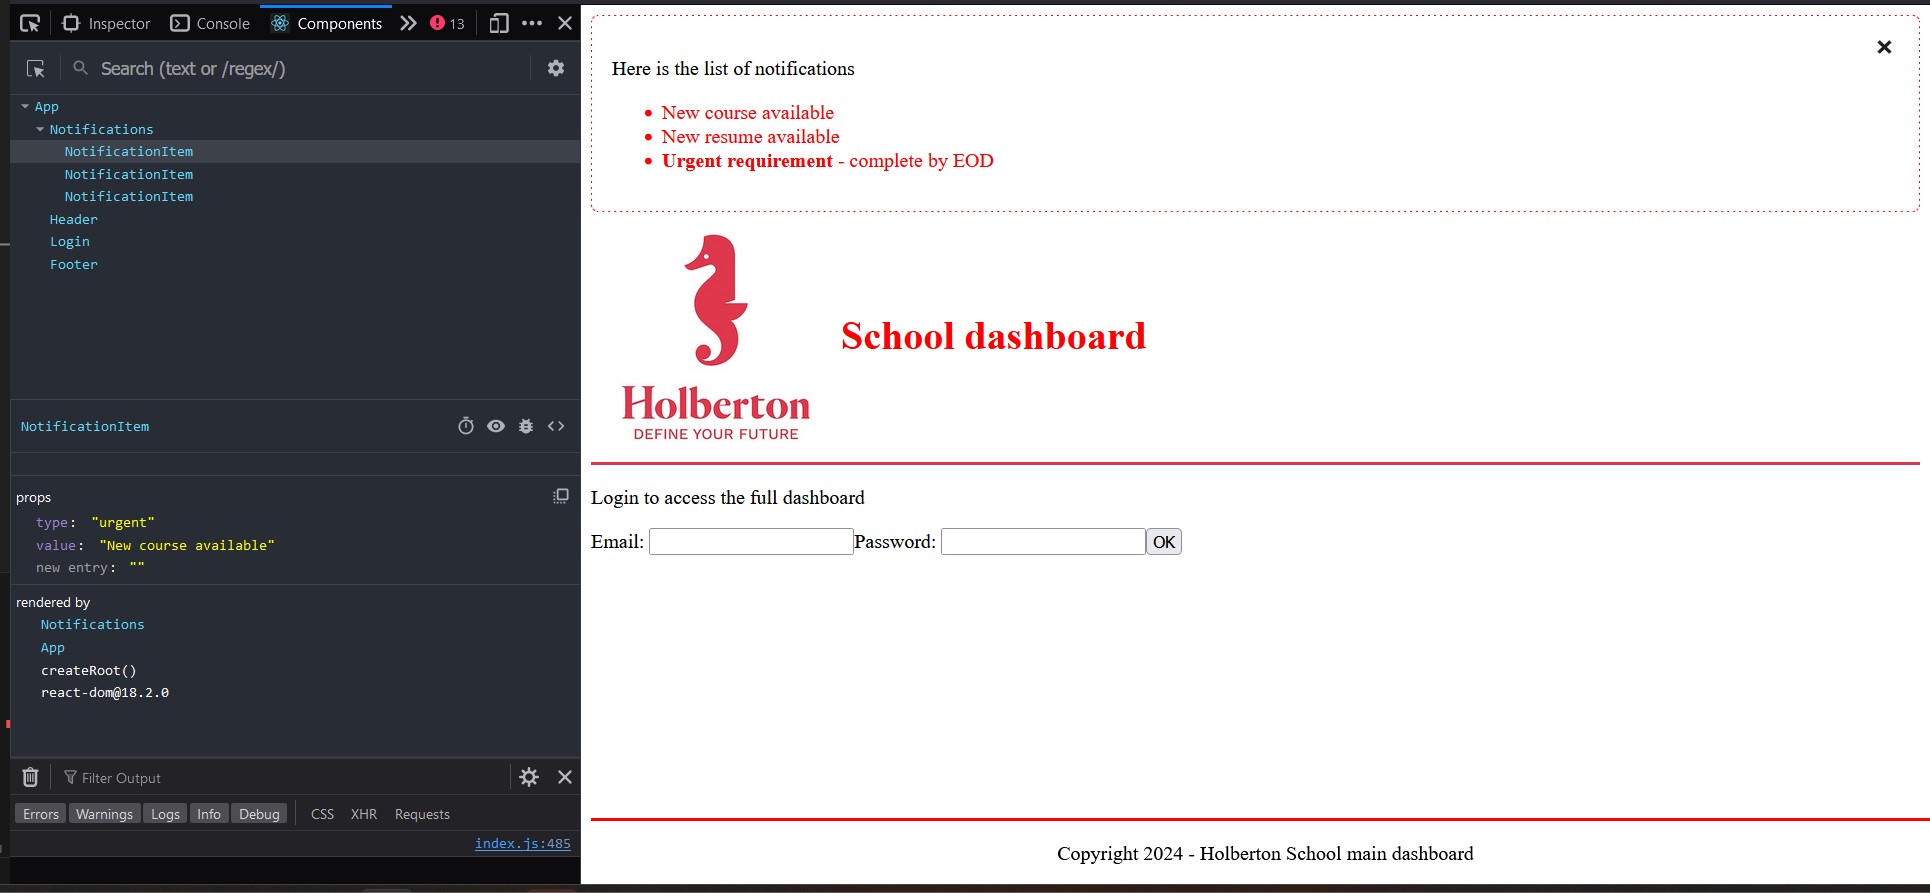 Inspector Console Components 13
Search (text or /regex/)
App
Notifications
NotificationItem
NotificationItem
NotificationItem
Header
Login
Footer
NotificationItem
props
type: "urgent"
value: "New course available"
new entry: ""
rendered by
Notifications
App
createRoot()
react-dom@18.2.0
Filter Output
Errors Warnings Logs Info Debug CSS XHR Requests
index.js:485
Here is the list of notifications
• New course available
• New resume available
• Urgent requirement - complete by EOD
Holberton
DEFINE YOUR FUTURE
School dashboard
Login to access the full dashboard
Email: Password: OK
Copyright 2024 - Holberton School main dashboard